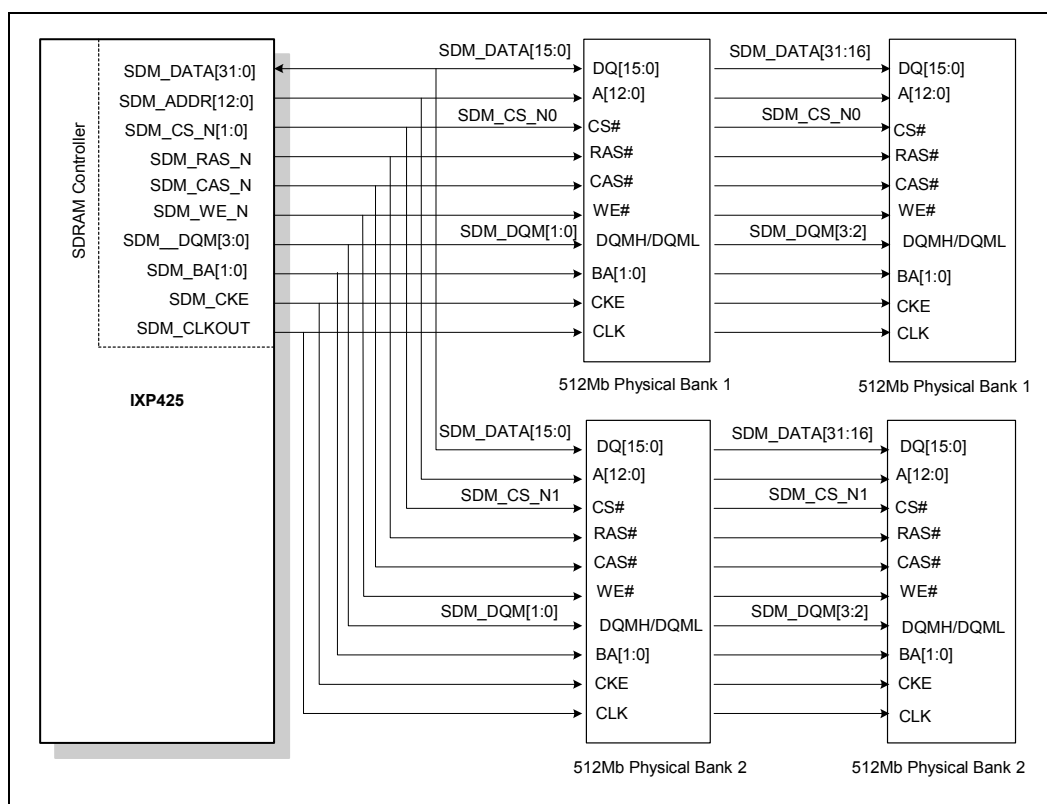 SDRAM Controller
SDM_DATA[31:0]
SDM_ADDR[12:0]
SDM_CS_N[1:0]
SDM_RAS_N
SDM_CAS_N
SDM_WE_N
SDM__DQM[3:0]
SDM_BA[1:0]
SDM_CKE
SDM_CLKOUT
IXP425
SDM_DATA[15:0]
SDM_CS_N0
SDM_DQM[1:0]
DQ[15:0]
A[12:0]
CS#
RAS#
CAS#
WE#
DQMH/DQML
BA[1:0]
CKE
CLK
512Mb Physical Bank 1
SDM_DATA[31:16]
SDM_CS_N0
SDM_DQM[3:2]
DQ[15:0]
A[12:0]
CS#
RAS#
CAS#
WE#
DQMH/DQML
BA[1:0]
CKE
CLK
512Mb Physical Bank 1
SDM_DATA[15:0]
SDM_CS_N1
SDM_DQM[1:0]
DQ[15:0]
A[12:0]
CS#
RAS#
CAS#
WE#
DQMH/DQML
BA[1:0]
CKE
CLK
512Mb Physical Bank 2
SDM_DATA[31:16]
SDM_CS_N1
SDM_DQM[3:2]
DQ[15:0]
A[12:0]
CS#
RAS#
CAS#
WE#
DQMH/DQML
BA[1:0]
CKE
CLK
512Mb Physical Bank 2